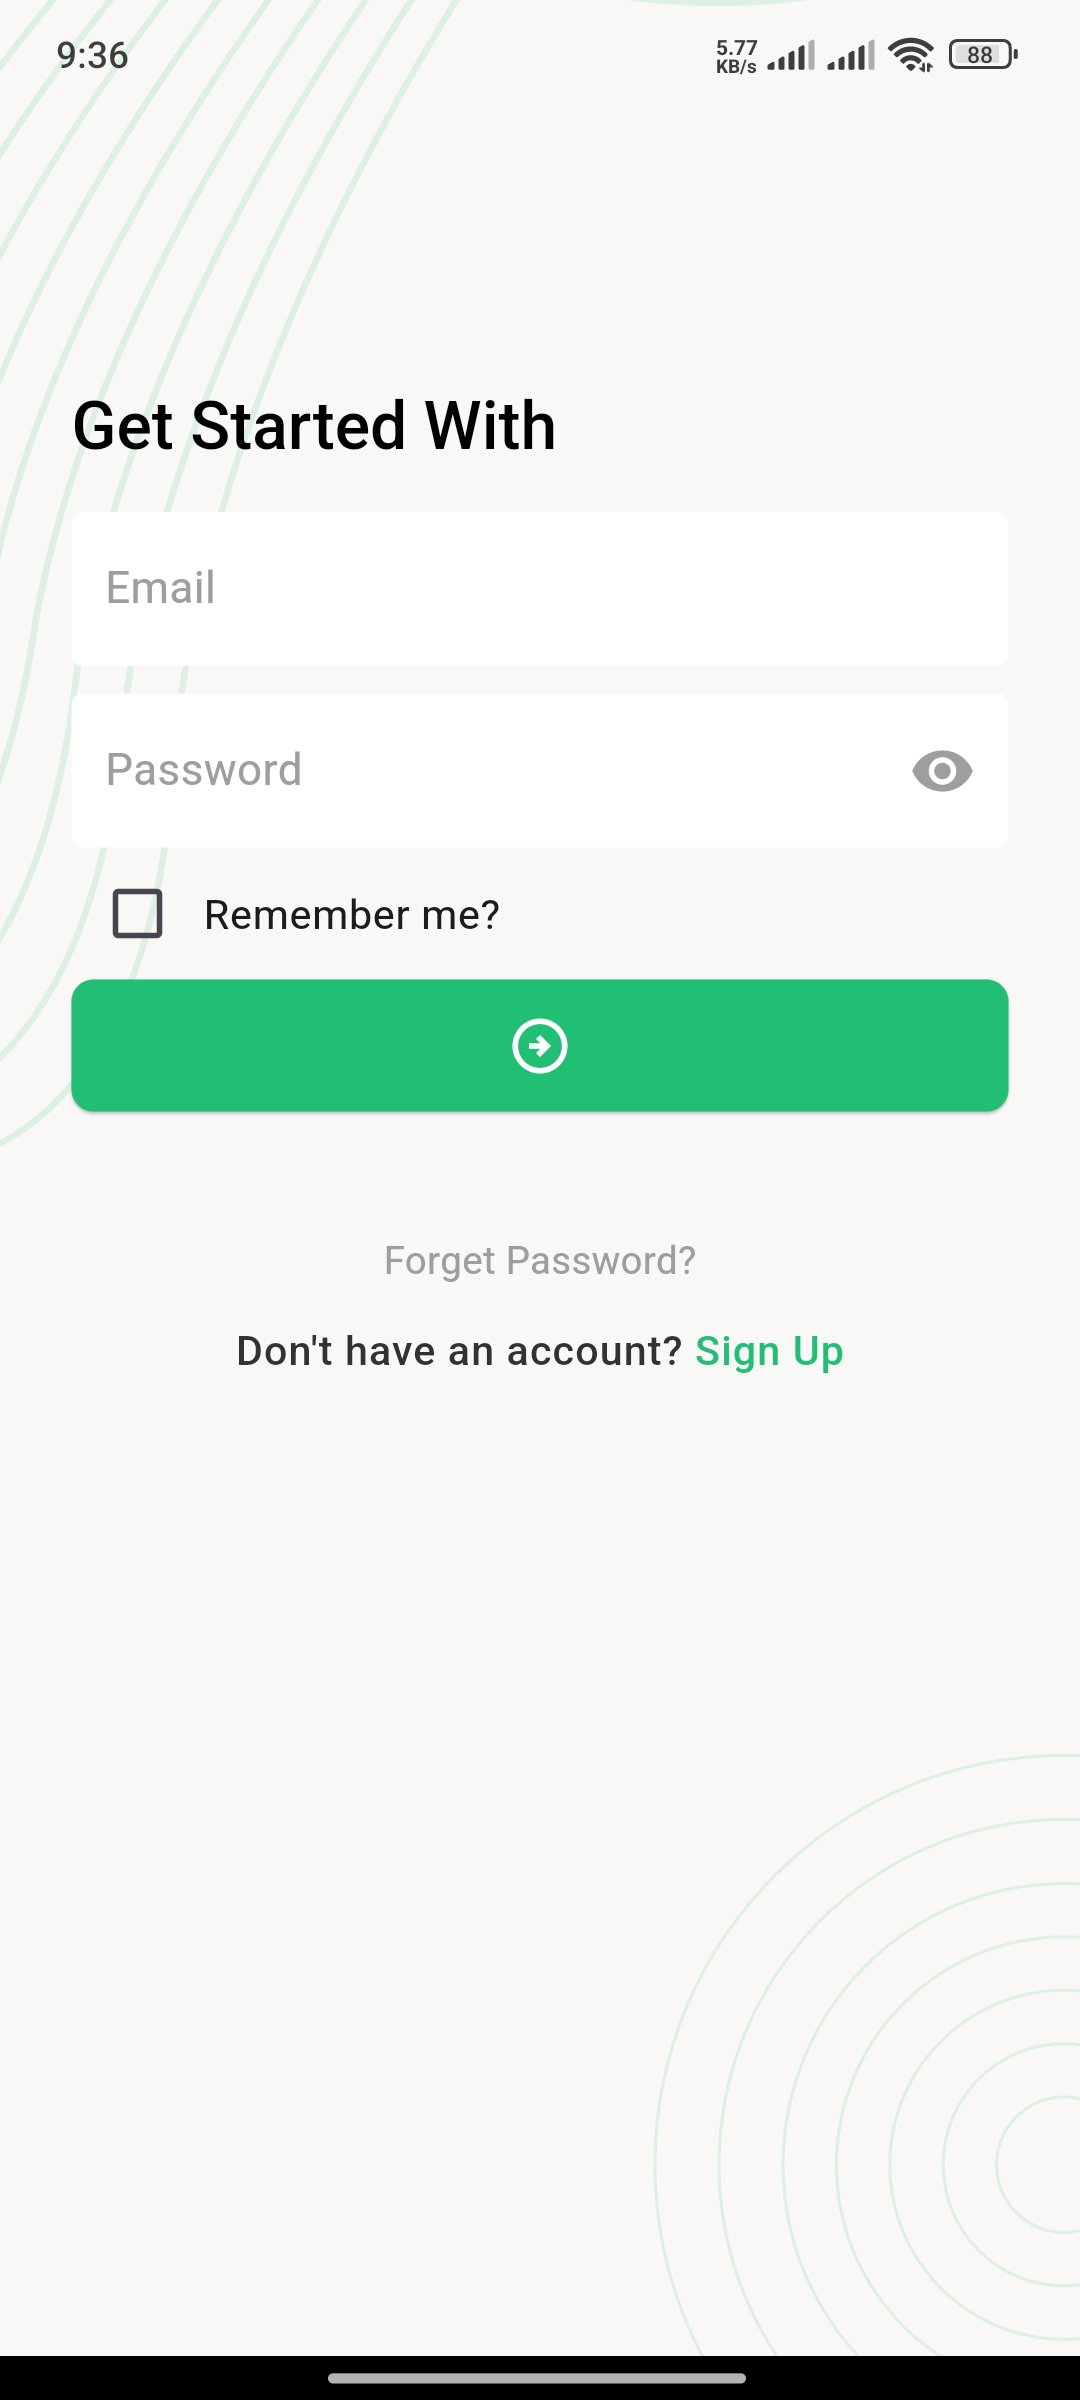 9:36
5.77
KB/s
88
Get Started With
Email
Password
Remember me?
Forget Password?
Don't have an account? Sign Up